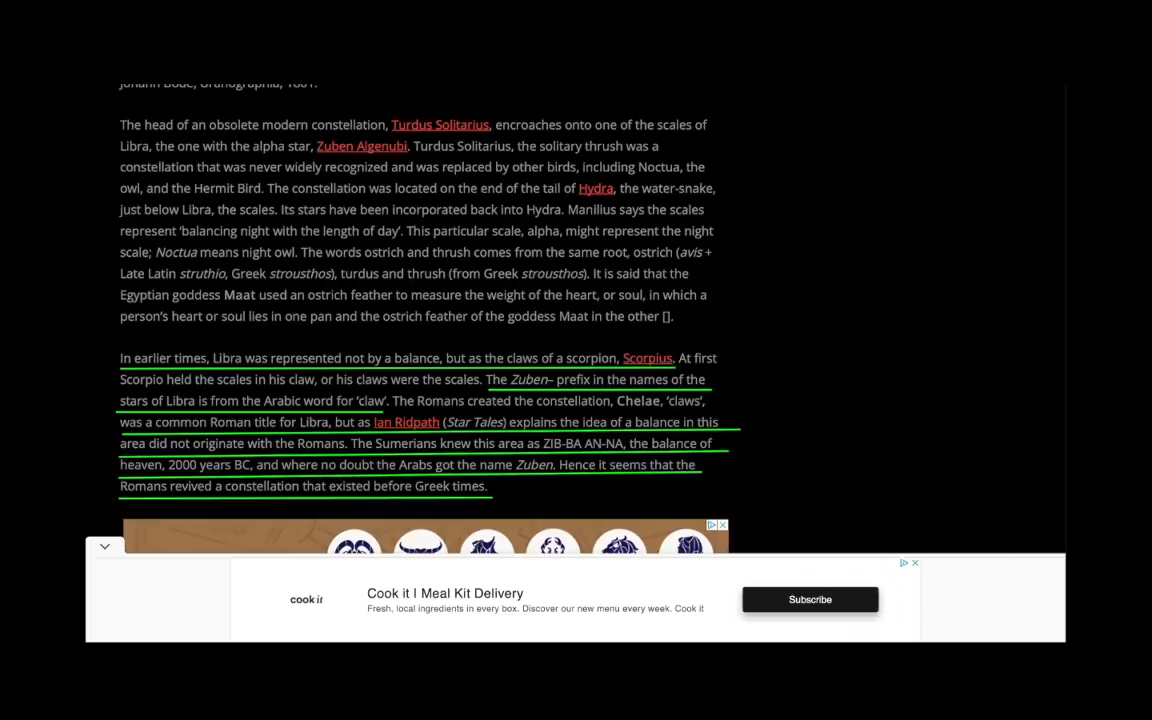 Johann Bode, Uranographia, 1801.
The head of an obsolete modern constellation, Turdus Solitarius, encroaches onto one of the scales of
Libra, the one with the alpha star, Zuben Algenubi. Turdus Solitarius, the solitary thrush was a
constellation that was never widely recognized and was replaced by other birds, including Noctua, the
owl, and the Hermit Bird. The constellation was located on the end of the tail of Hydra, the water-snake,
just below Libra, the scales. Its stars have been incorporated back into Hydra. Manilius says the scales
represent ‘balancing night with the length of day’. This particular scale, alpha, might represent the night
scale; Noctua means night owl. The words ostrich and thrush comes from the same root, ostrich (avis +
Late Latin struthio, Greek strousthos), turdus and thrush (from Greek strousthos). It is said that the
Egyptian goddess Maat used an ostrich feather to measure the weight of the heart, or soul, in which a
person’s heart or soul lies in one pan and the ostrich feather of the goddess Maat in the other [].
In earlier times, Libra was represented not by a balance, but as the claws of a scorpion, Scorpius. At first
Scorpio held the scales in his claw, or his claws were the scales. The Zuben– prefix in the names of the
stars of Libra is from the Arabic word for ‘claw’. The Romans created the constellation, Chelae, ‘claws’,
was a common Roman title for Libra, but as Ian Ridpath (Star Tales) explains the idea of a balance in this
area did not originate with the Romans. The Sumerians knew this area as ZIB-BA AN-NA, the balance of
heaven, 2000 years BC, and where no doubt the Arabs got the name Zuben. Hence it seems that the
Romans revived a constellation that existed before Greek times.
cook it
Cook it | Meal Kit Delivery
Fresh, local ingredients in every box. Discover our new menu every week. Cook it
Subscribe